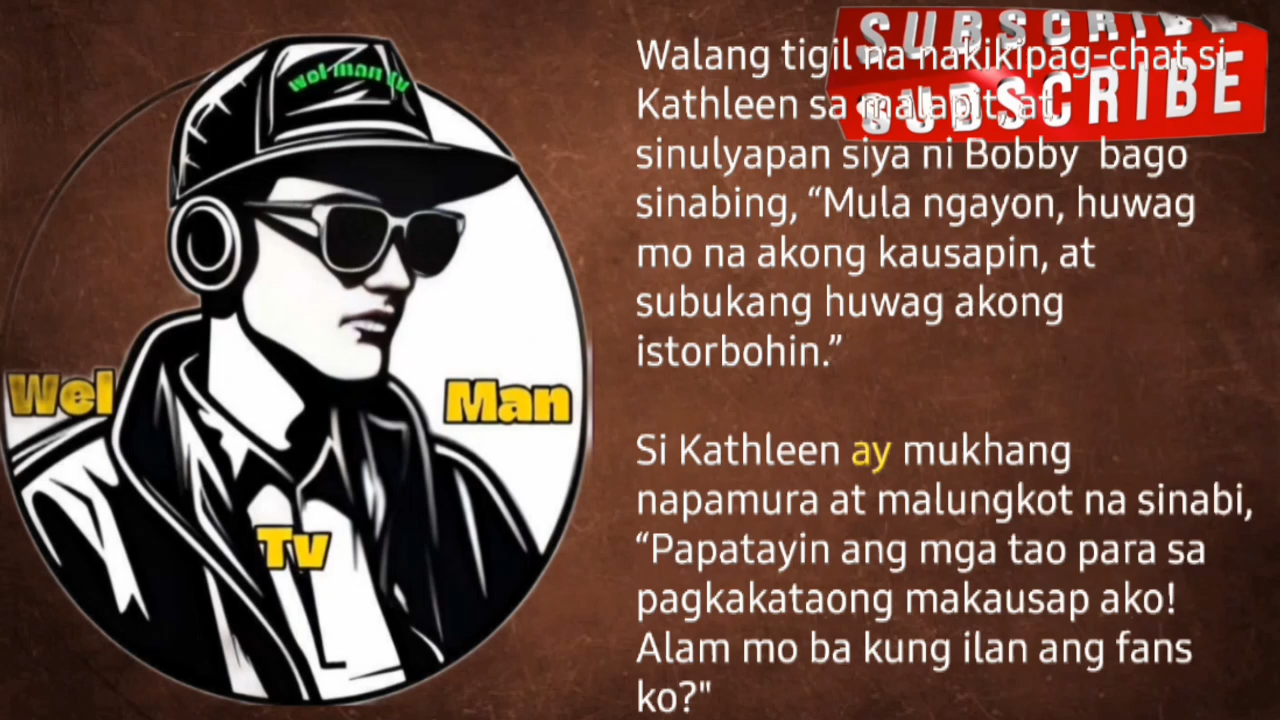 wel man tv
Wel
Man
Tv
SUBSCRIBE
SUBSCRIBE
Walang tigil na nakikipag-chat si
Kathleen sa malapit, at
sinulyapan siya ni Bobby bago
sinabing, “Mula ngayon, huwag
mo na akong kausapin, at
subukang huwag akong
istorbohin.”
Si Kathleen ay mukhang
napamura at malungkot na sinabi,
“Papatayin ang mga tao para sa
pagkakataong makausap ako!
Alam mo ba kung ilan ang fans
ko?"